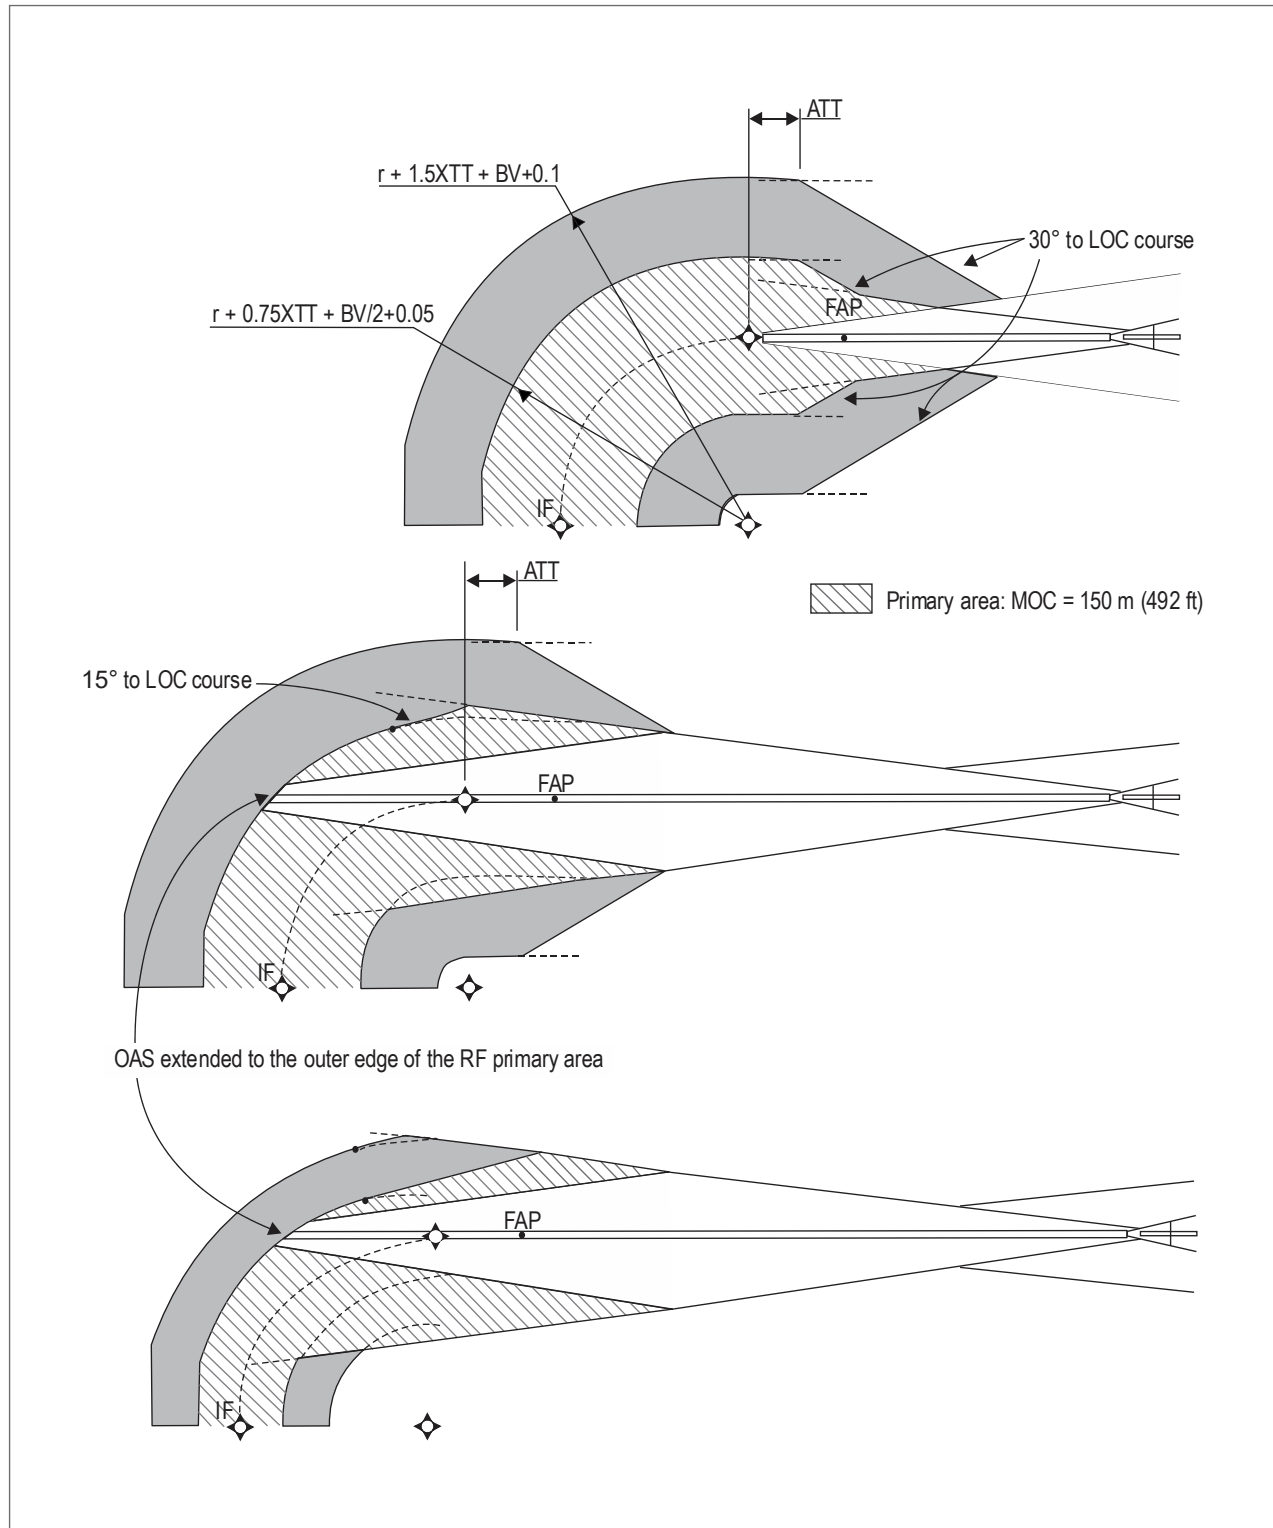 ATT
r + 1.5XTT + BV+0.1
30° to LOC course
r + 0.75XTT + BV/2+0.05
FAP
IF
ATT
Primary area: MOC = 150 m (492 ft)
15° to LOC course
FAP
IF
OAS extended to the outer edge of the RF primary area
FAP
IF